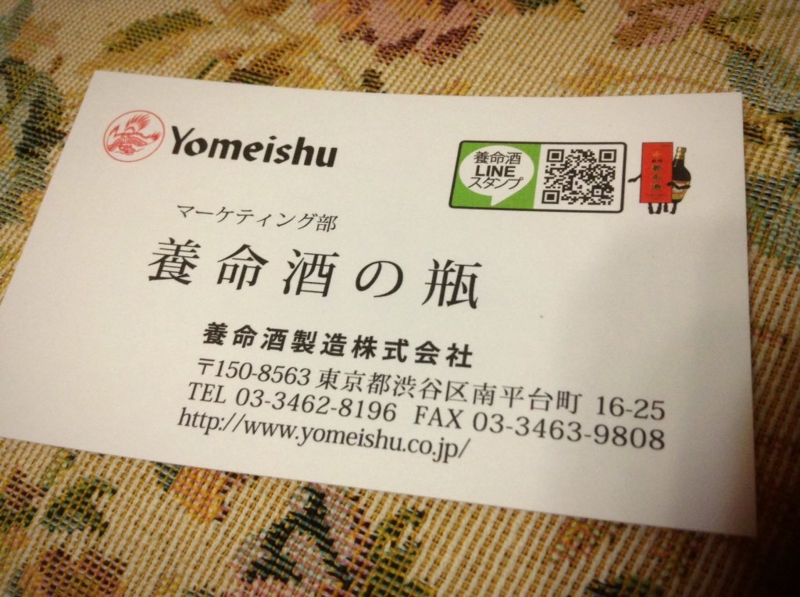 Yomeishu
養命酒
LINE
スタンプ
マーケティング部
養命酒の瓶
養命酒製造株式会社
〒150-8563 東京都渋谷区南平台町 16-25
TEL 03-3462-8196 FAX 03-3463-9808
http://www.yomeishu.co.jp/